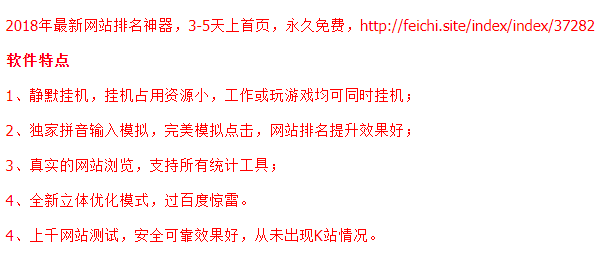 2018年最新网站排名神器，3-5天上首页，永久免费，http://feichi.site/index/index/37282
软件特点
1、静默挂机，挂机占用资源小，工作或玩游戏均可同时挂机；
2、独家拼音输入模拟，完美模拟点击，网站排名提升效果好；
3、真实的网站浏览，支持所有统计工具；
4、全新立体优化模式，过百度惊雷。
4、上千网站测试，安全可靠效果好，从未出现K站情况。